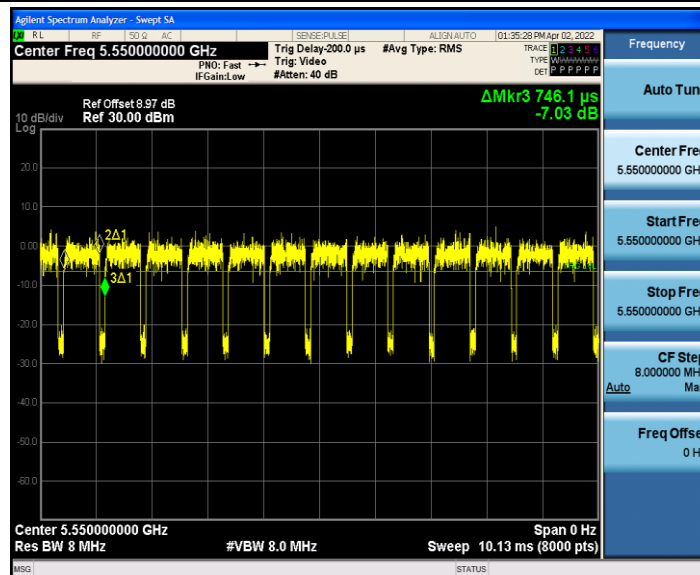 Agilent Spectrum Analyzer - Swept SA
LXI RL RF 50 Ω AC SENSE:PULSE ALIGN AUTO 01:35:28 PM Apr 02, 2022
Center Freq 5.550000000 GHz
PNO: Fast
IFGain:Low
Trig Delay-200.0 µs
Trig: Video
#Atten: 40 dB
#Avg Type: RMS
TRACE 1 2 3 4 5 6
TYPE WWWWWW
DET P P P P P P
ΔMkr3 746.1 µs
-7.03 dB
Ref Offset 8.97 dB
10 dB/div Ref 30.00 dBm
Log
20.0
10.0
0.00
-10.0
-20.0
-30.0
-40.0
-50.0
-60.0
2Δ1
3Δ1
Center 5.550000000 GHz Span 0 Hz
Res BW 8 MHz #VBW 8.0 MHz Sweep 10.13 ms (8000 pts)
MSG STATUS
Frequency
Auto Tun
Center Fre
5.550000000 GH
Start Fre
5.550000000 GH
Stop Fre
5.550000000 GH
CF Step
8.000000 MH
Auto Ma
Freq Offse
0 H